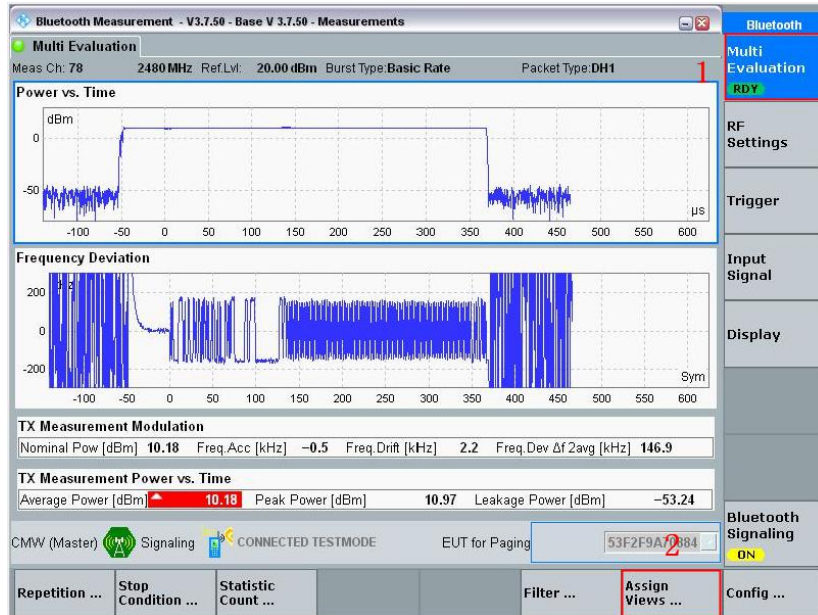 Bluetooth Measurement - V3.7.50 - Base V 3.7.50 - Measurements
Bluetooth
Multi Evaluation
Meas Ch: 78 2480 MHz Ref.Lvl: 20.00 dBm Burst Type:Basic Rate Packet Type:DH1
1
Multi Evaluation
RDY
Power vs. Time
dBm
0
-50
µs
-100 -50 0 50 100 150 200 250 300 350 400 450 500 550 600
RF Settings
Trigger
Frequency Deviation
200
0
-200
Sym
-100 -50 0 50 100 150 200 250 300 350 400 450 500 550 600
Input Signal
Display
TX Measurement Modulation
Nominal Pow [dBm] 10.18 Freq.Acc [kHz] −0.5 Freq.Drift [kHz] 2.2 Freq.Dev Δf 2avg [kHz] 146.9
TX Measurement Power vs. Time
Average Power [dBm] 10.18 Peak Power [dBm] 10.97 Leakage Power [dBm] −53.24
CMW (Master) Signaling CONNECTED TESTMODE EUT for Paging
2
Bluetooth Signaling
ON
Repetition ...
Stop Condition ...
Statistic Count ...
Filter ...
Assign Views ...
Config ...